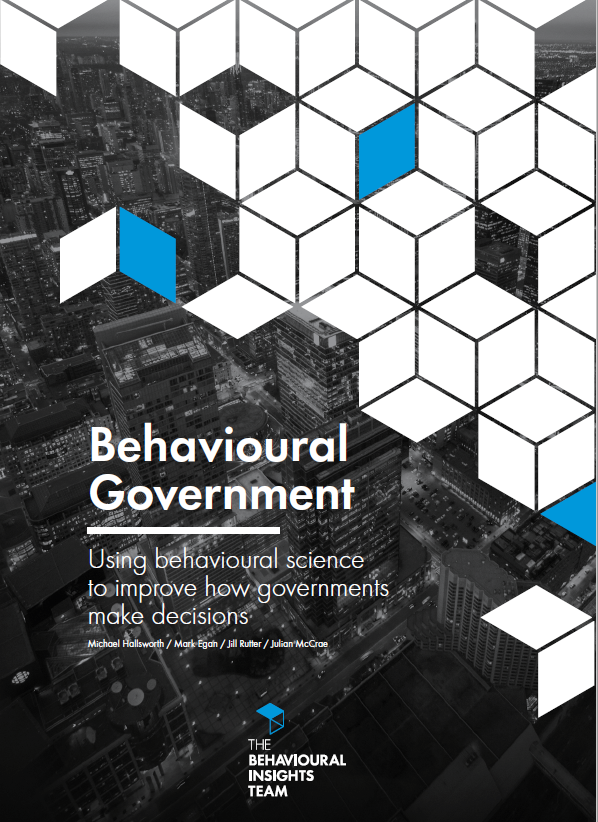 Behavioural
Government
Using behavioural science
to improve how governments
make decisions
Michael Hallsworth / Mark Egan / Jill Rutter / Julian McCrae
THE
BEHAVIOURAL
INSIGHTS
TEAM